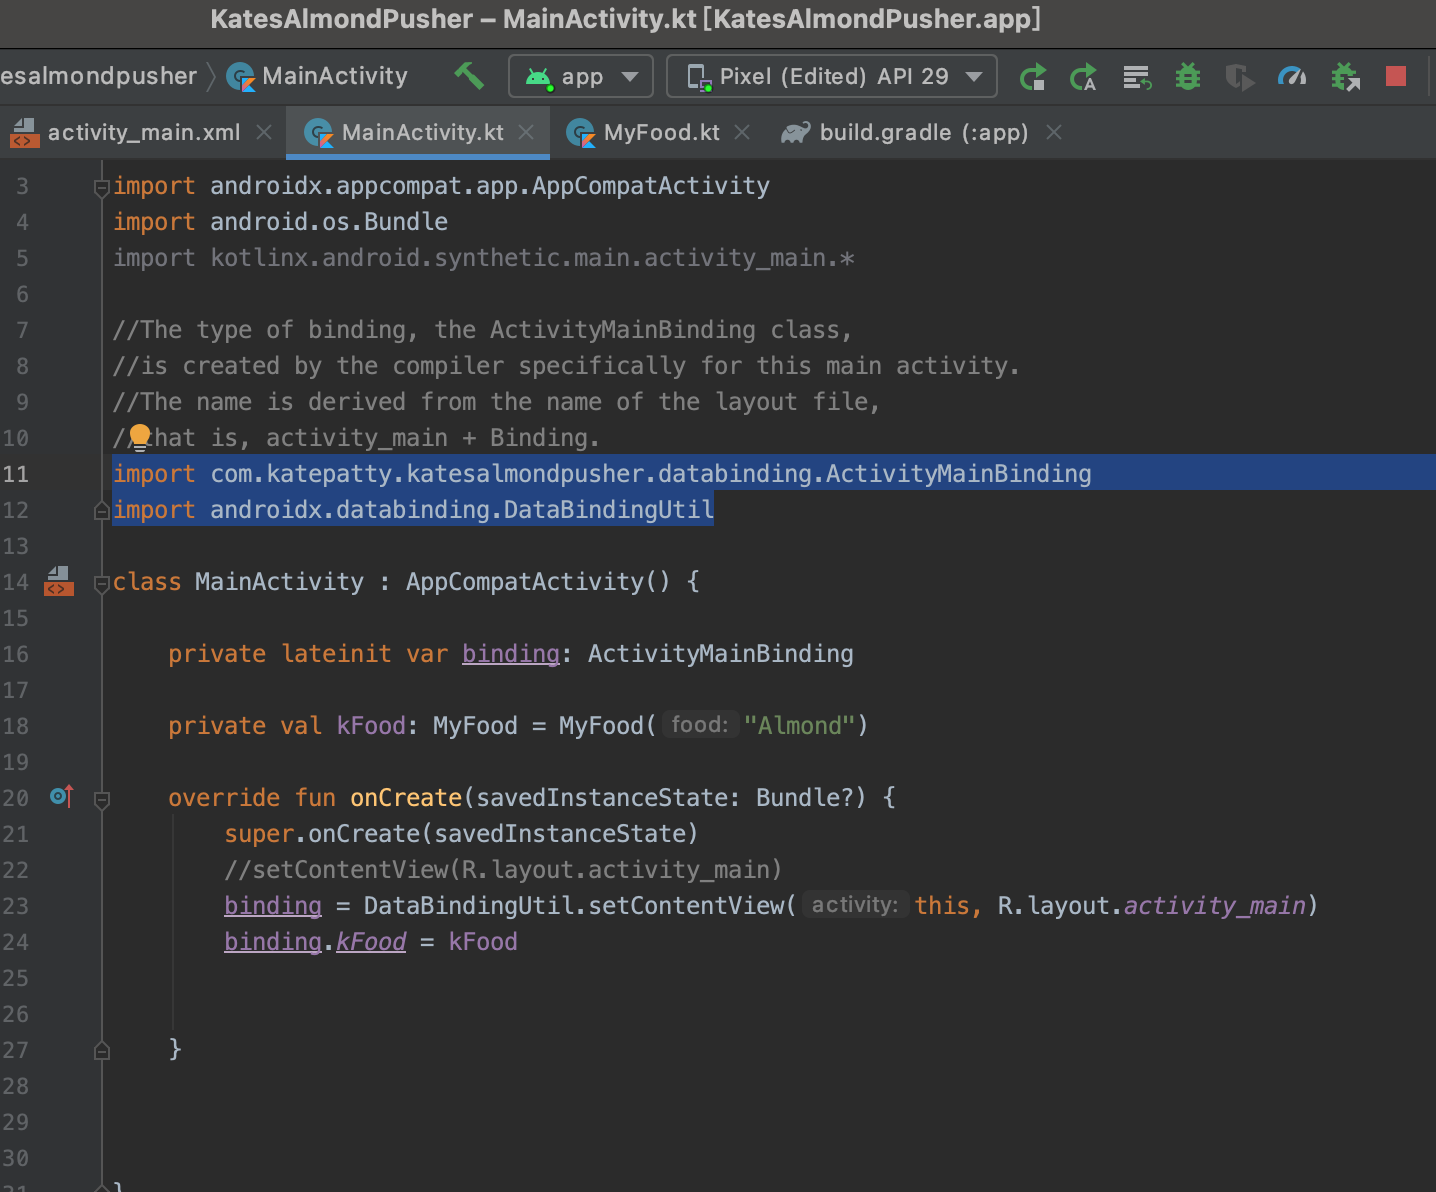 KatesAlmondPusher – MainActivity.kt [KatesAlmondPusher.app]
esalmondpusher MainActivity app Pixel (Edited) API 29
activity_main.xml MainActivity.kt MyFood.kt build.gradle (:app)
3 import androidx.appcompat.app.AppCompatActivity
4 import android.os.Bundle
5 import kotlinx.android.synthetic.main.activity_main.*
6
7 //The type of binding, the ActivityMainBinding class,
8 //is created by the compiler specifically for this main activity.
9 //The name is derived from the name of the layout file,
10 //that is, activity_main + Binding.
11 import com.katepatty.katesalmondpusher.databinding.ActivityMainBinding
12 import androidx.databinding.DataBindingUtil
13
14 class MainActivity : AppCompatActivity() {
15
16 private lateinit var binding: ActivityMainBinding
17
18 private val kFood: MyFood = MyFood( food: "Almond")
19
20 override fun onCreate(savedInstanceState: Bundle?) {
21 super.onCreate(savedInstanceState)
22 //setContentView(R.layout.activity_main)
23 binding = DataBindingUtil.setContentView( activity: this, R.layout.activity_main)
24 binding.kFood = kFood
25
26
27 }
28
29
30
31 }